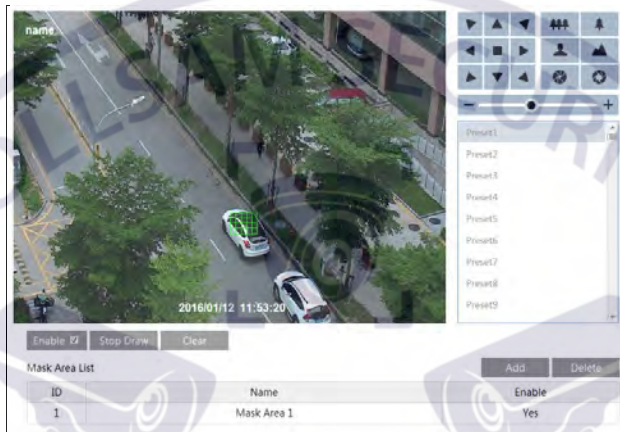 name
2016/01/12 11:53:20
Preset1
Preset2
Preset3
Preset4
Preset5
Preset6
Preset7
Preset8
Preset9
Enable
Stop Draw
Clear
Mask Area List
Add
Delete
ID Name Enable
1 Mask Area 1 Yes